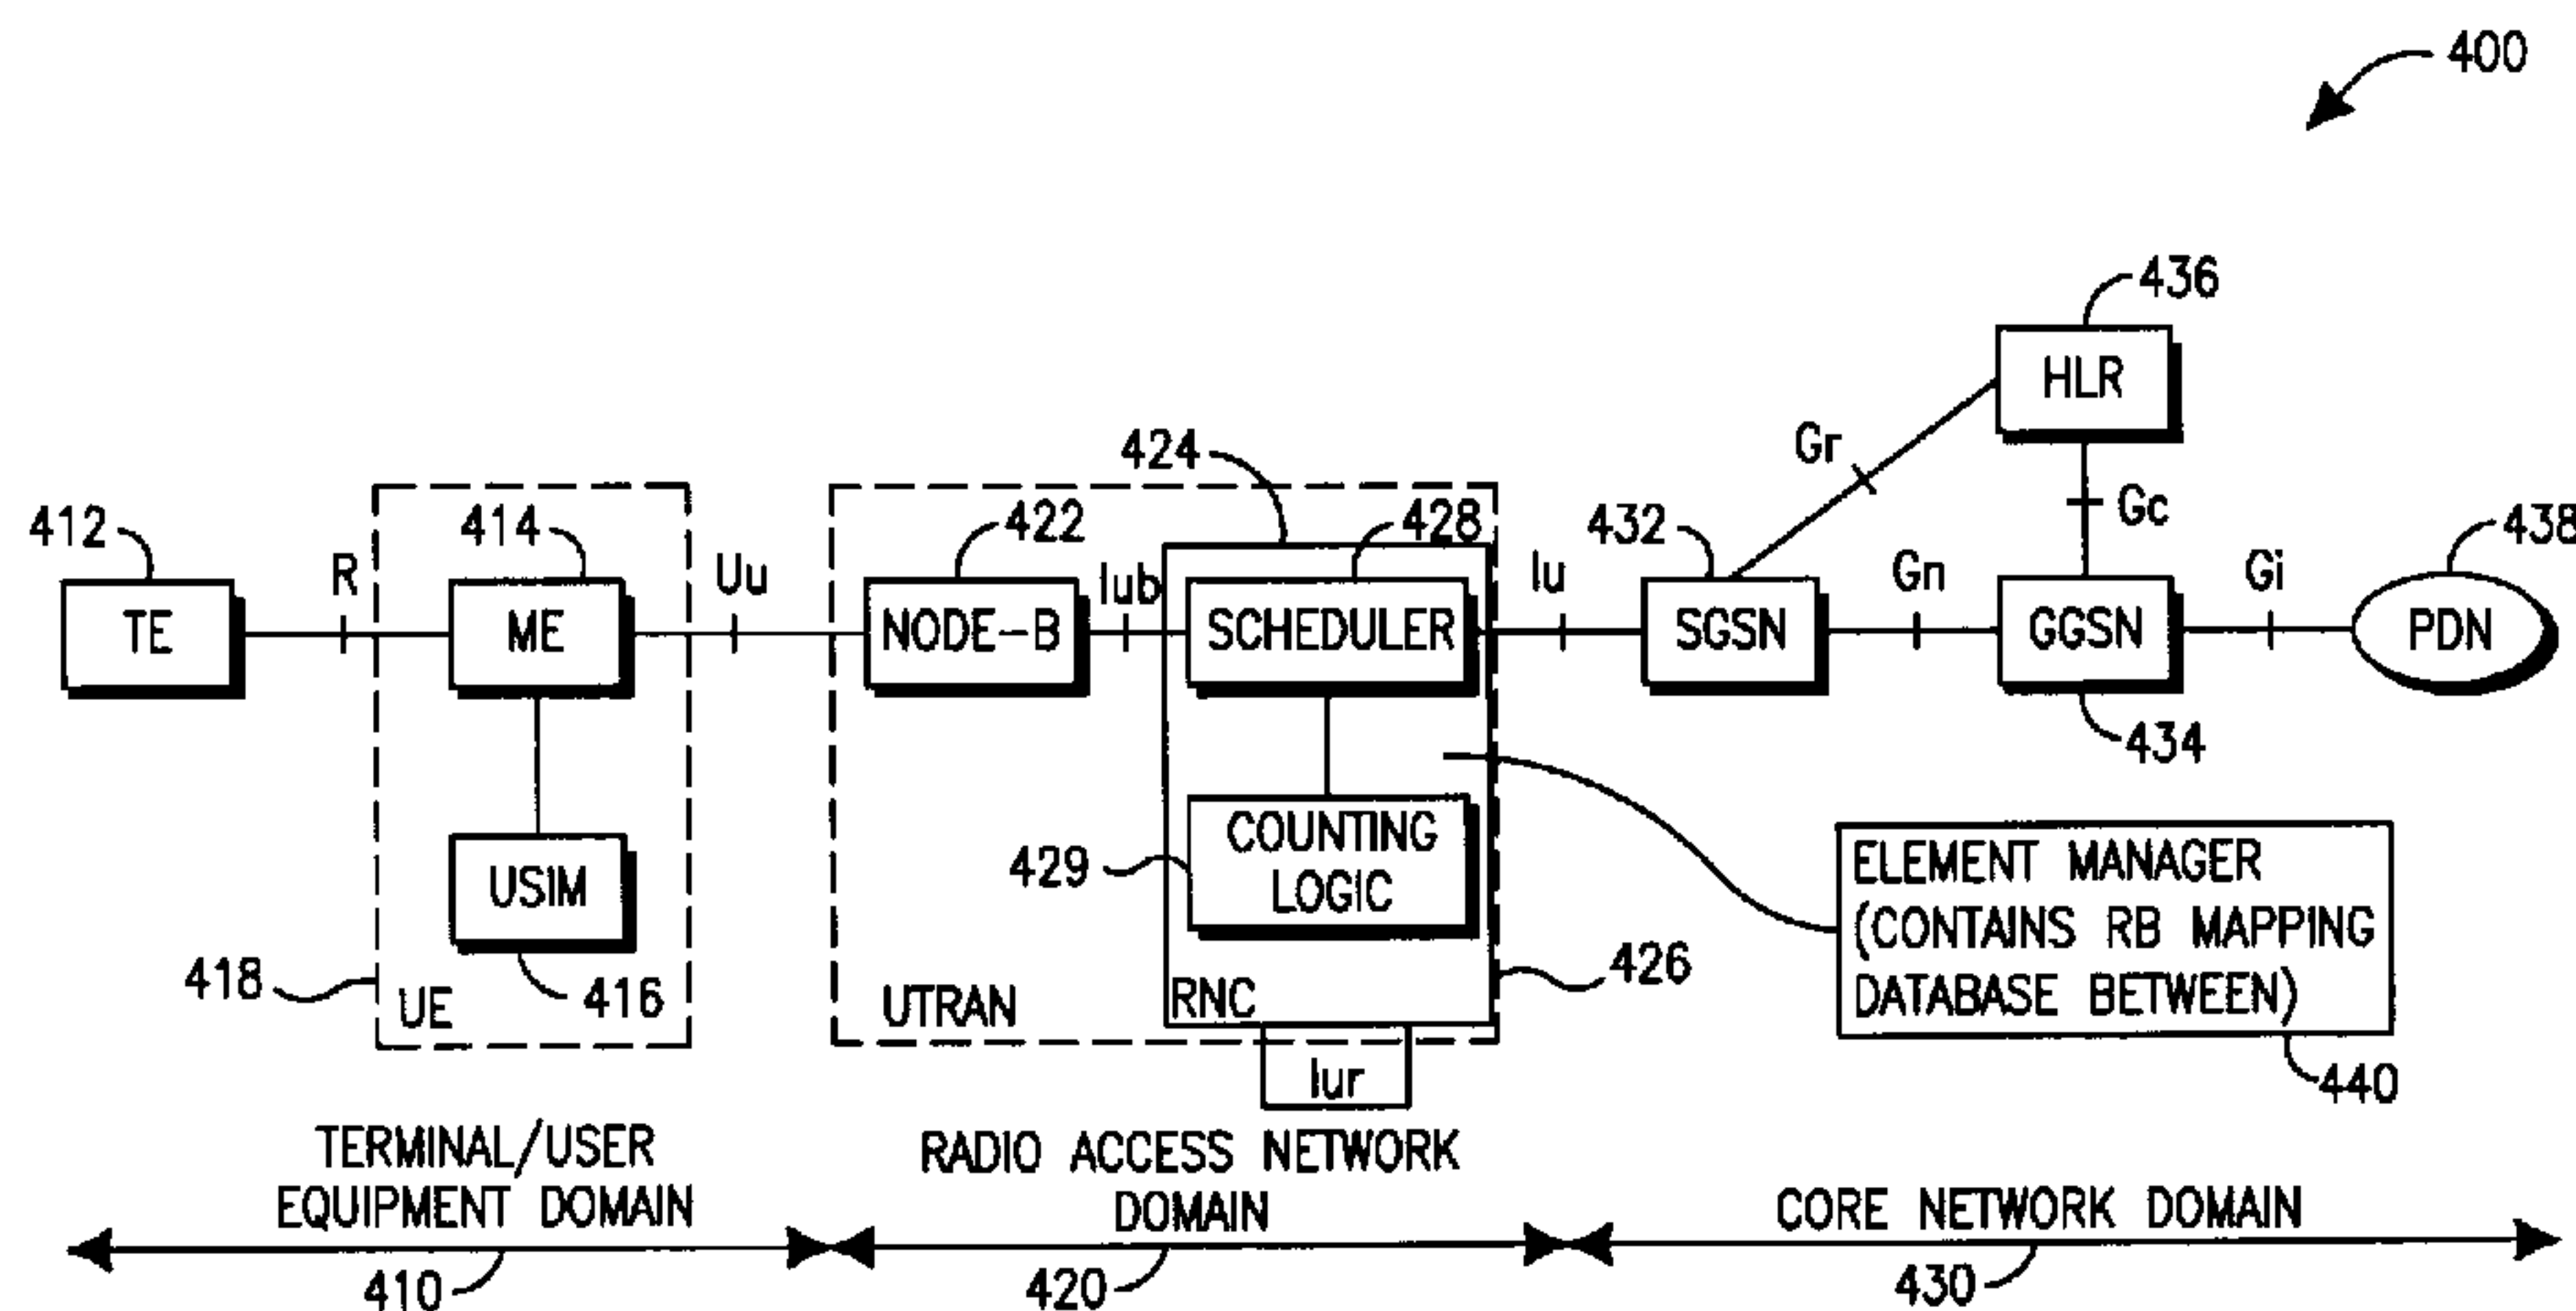 400
436
HLR
Gr
424
Gc
412
414
422
428
432
438
R
Uu
Iub
Iu
Gn
Gi
TE
ME
NODE-B
SCHEDULER
SGSN
GGSN
PDN
434
COUNTING
LOGIC
429
USIM
ELEMENT MANAGER
(CONTAINS RB MAPPING
DATABASE BETWEEN)
418
UE
416
UTRAN
RNC
426
440
Iur
TERMINAL/USER
EQUIPMENT DOMAIN
RADIO ACCESS NETWORK
DOMAIN
CORE NETWORK DOMAIN
410
420
430